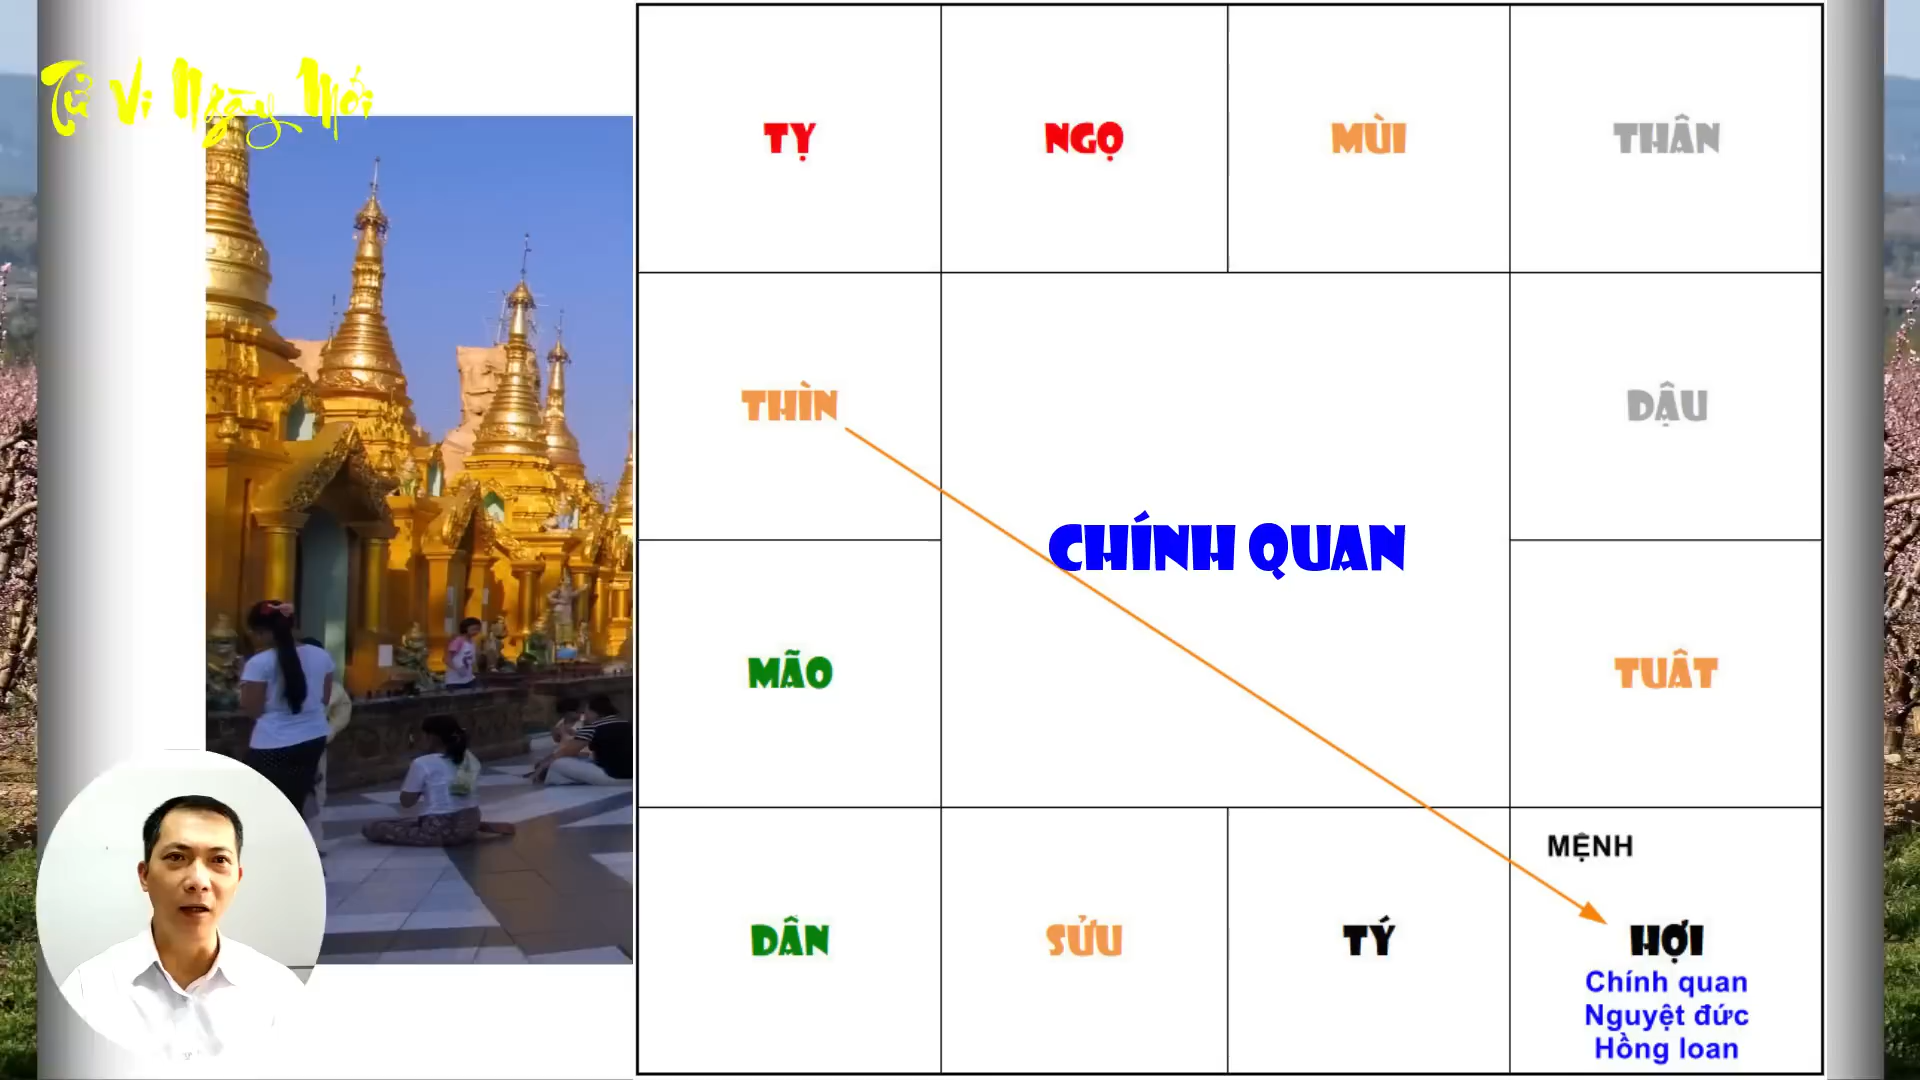 Tử Vi Ngày Mới
TỴ
NGỌ
MÙI
THÂN
THÌN
DẬU
CHÍNH QUAN
MÃO
TUẤT
MỆNH
DẦN
SỬU
TÝ
HỢI
Chính quan
Nguyệt đức
Hồng loan